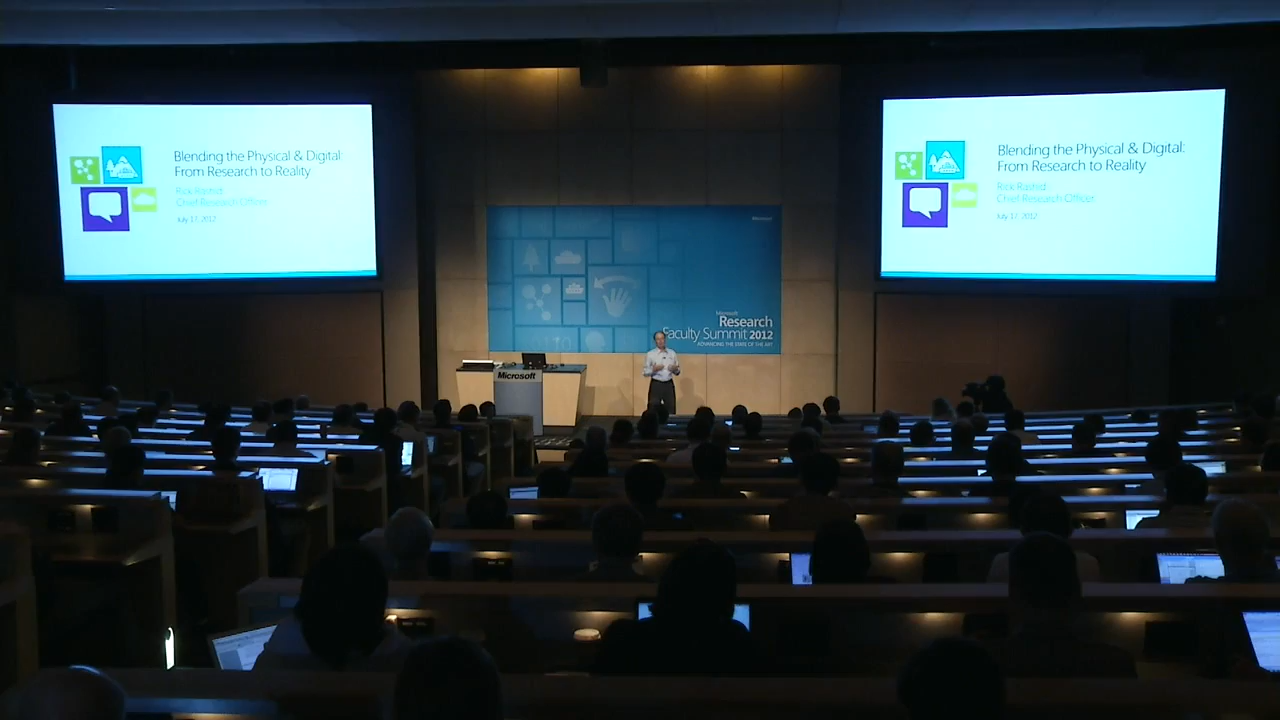 Blending the Physical & Digital:
From Research to Reality
Rick Rashid
Chief Research Officer
July 17, 2012
Blending the Physical & Digital:
From Research to Reality
Rick Rashid
Chief Research Officer
July 17, 2012
Microsoft
Microsoft
Research
Faculty Summit 2012
ADVANCING THE STATE OF THE ART
Microsoft